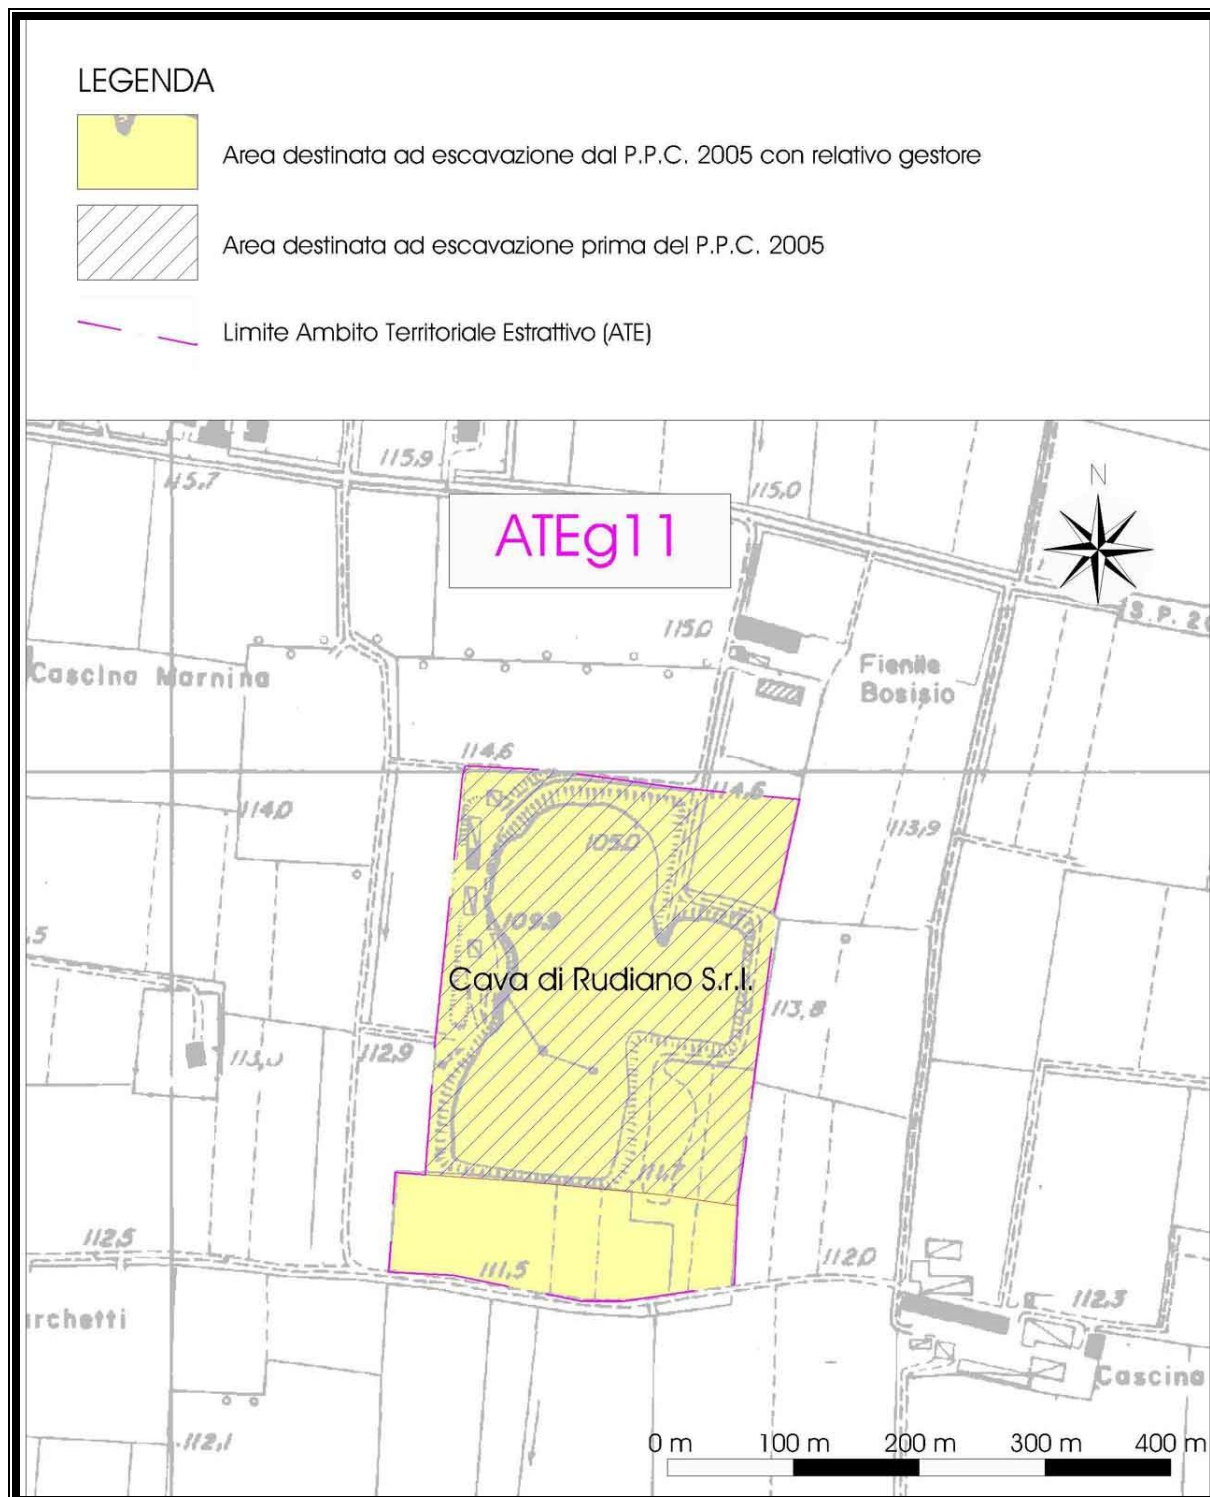 LEGENDA
Area destinata ad escavazione dal P.P.C. 2005 con relativo gestore
Area destinata ad escavazione prima del P.P.C. 2005
Limite Ambito Territoriale Estrattivo (ATE)
115,9
115,7
115,0
N
ATEg11
S.P.
115,0
Cascina Marnina
Fienile
Bosisio
114,6
114,6
114,0
105,0
113,9
109,9
,5
Cava di Rudiano S.r.l.
113,8
112,9
111,7
112,5
112,0
111,5
112,3
rchetti
Cascina
112,1
0 m 100 m 200 m 300 m 400 m